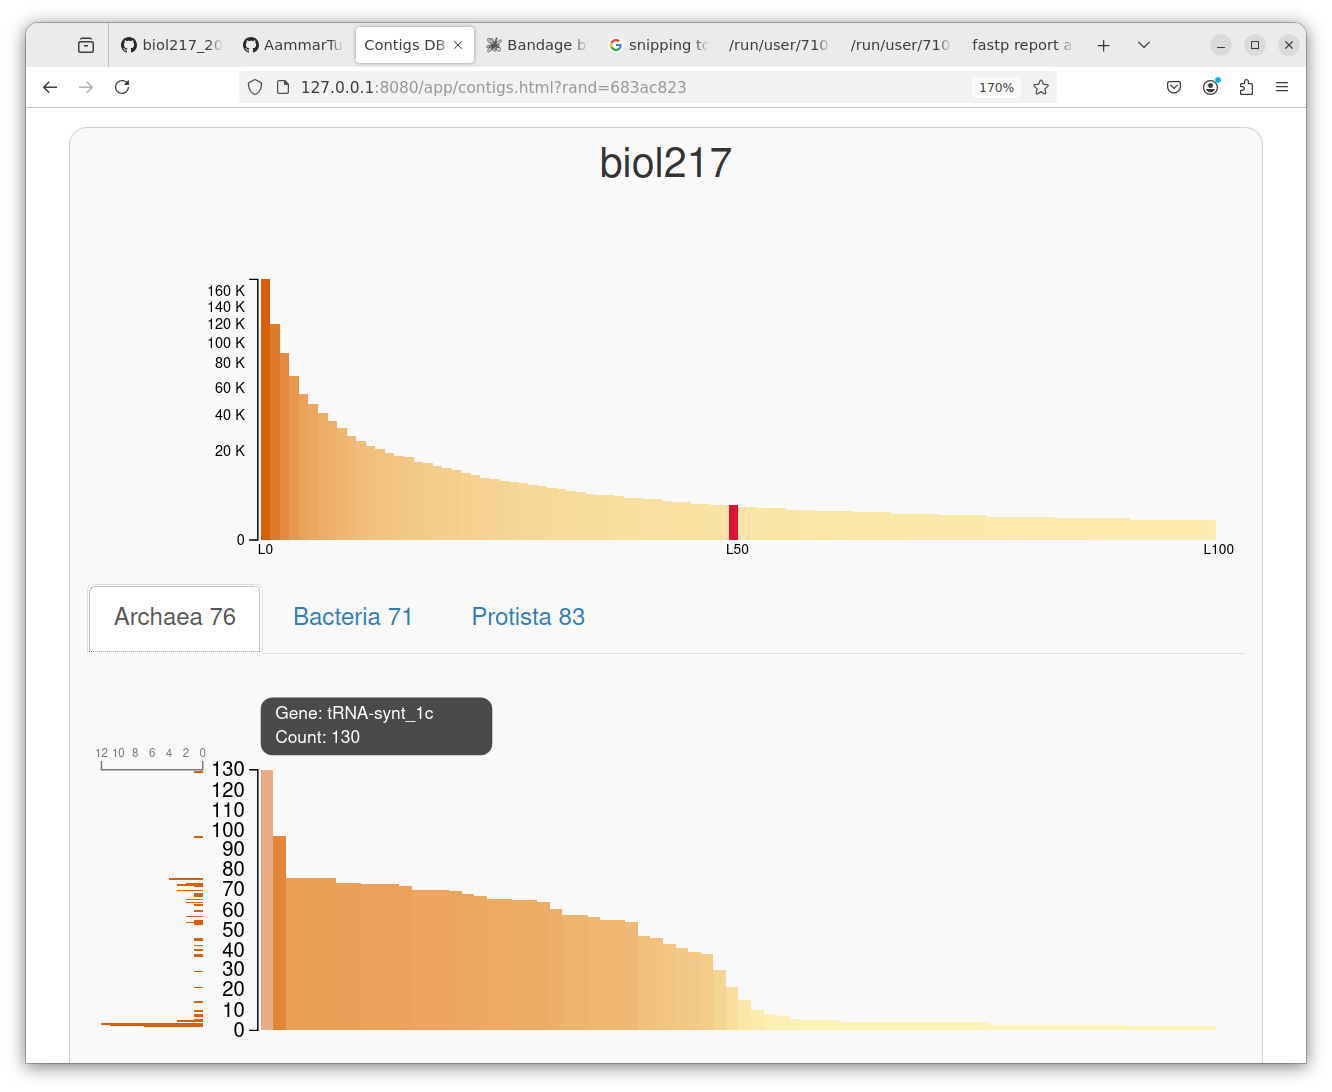 biol217_20
AammarTu
Contigs DB
Bandage b
snipping to
/run/user/710
/run/user/710
fastp report a
127.0.0.1:8080/app/contigs.html?rand=683ac823
170%
biol217
160 K
140 K
120 K
100 K
80 K
60 K
40 K
20 K
0
L0
L50
L100
Archaea 76
Bacteria 71
Protista 83
Gene: tRNA-synt_1c
Count: 130
12 10 8 6 4 2 0
130
120
110
100
90
80
70
60
50
40
30
20
10
0